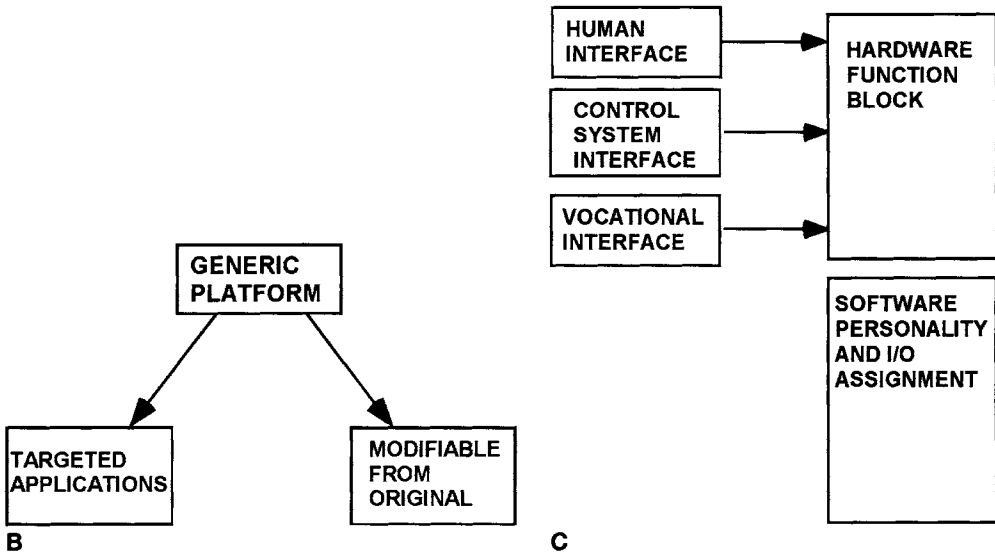 GENERIC
PLATFORM
TARGETED
APPLICATIONS
MODIFIABLE
FROM
ORIGINAL
B
HUMAN
INTERFACE
CONTROL
SYSTEM
INTERFACE
VOCATIONAL
INTERFACE
HARDWARE
FUNCTION
BLOCK
SOFTWARE
PERSONALITY
AND I/O
ASSIGNMENT
C